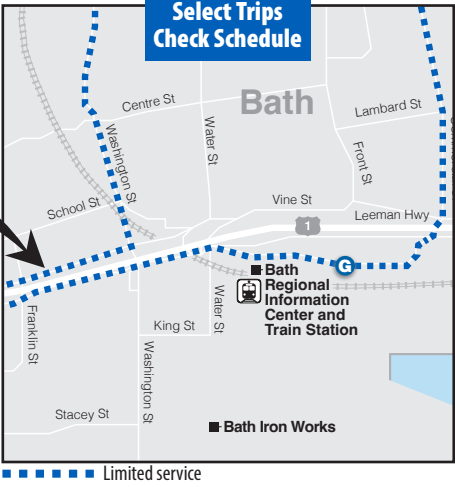 Select Trips
Check Schedule
Centre St
Bath
Lambard St
Washington St
Water St
Front St
School St
Vine St
Leeman Hwy
1
G
Bath
Regional
Information
Center and
Train Station
Franklin St
Water St
King St
Washington St
Stacey St
Bath Iron Works
Limited service